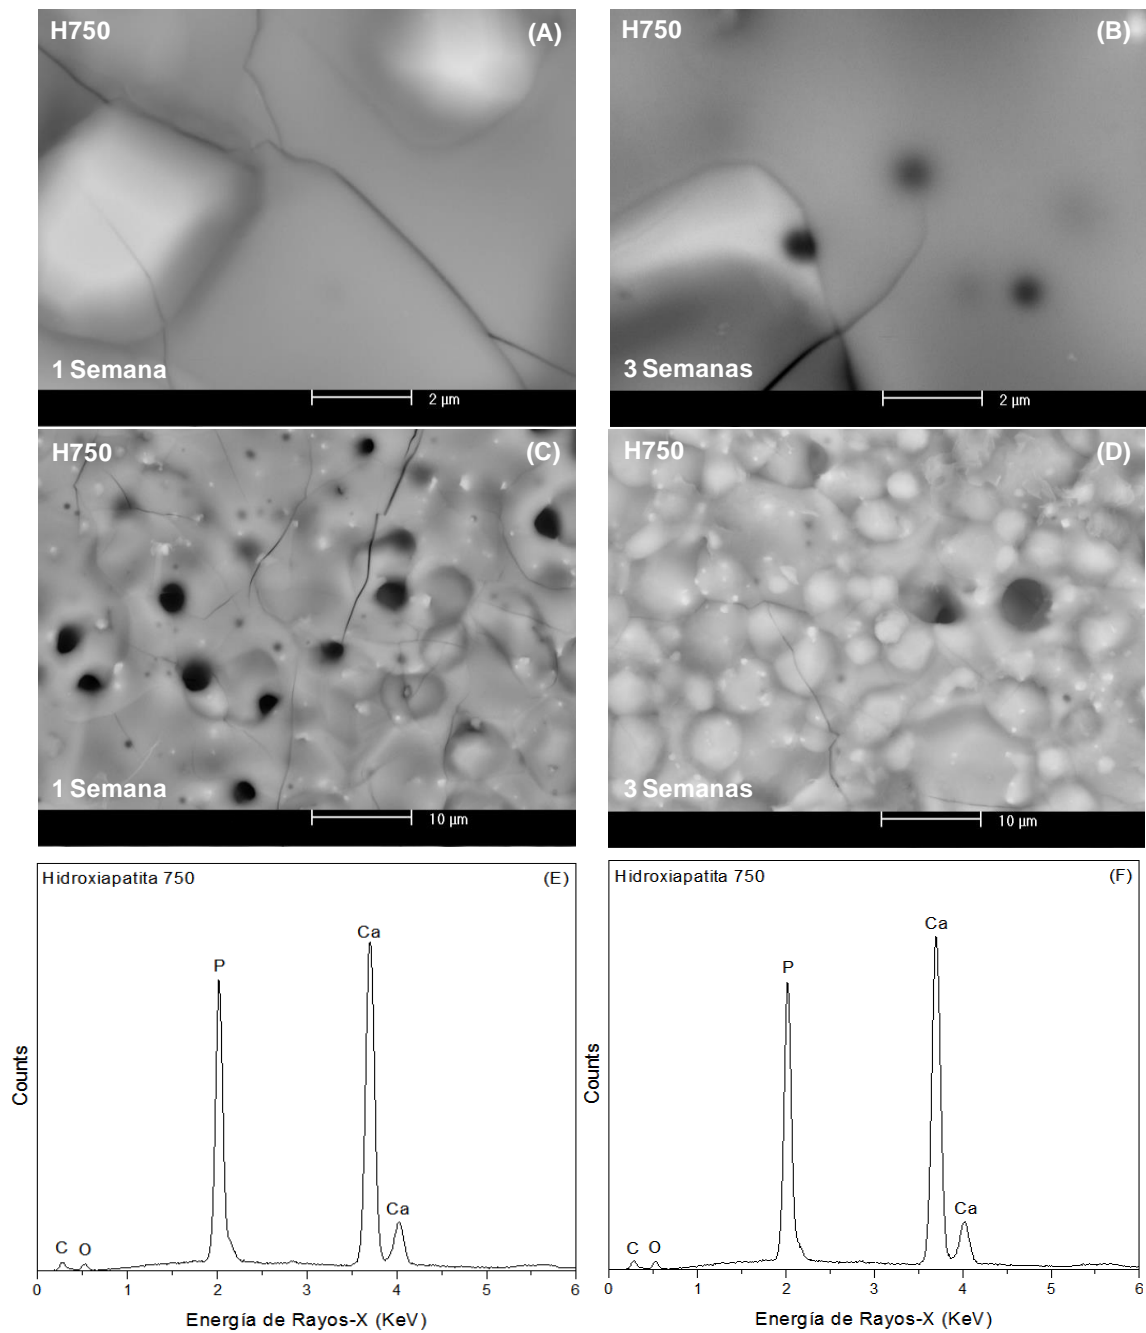 H750
(A)
1 Semana
2 µm
H750
(B)
3 Semanas
2 µm
H750
(C)
1 Semana
10 µm
H750
(D)
3 Semanas
10 µm
Hidroxiapatita 750
(E)
Counts
P
Ca
Ca
C
O
0
1
2
3
4
5
6
Energía de Rayos-X (KeV)
Hidroxiapatita 750
(F)
Counts
P
Ca
Ca
C
O
0
1
2
3
4
5
6
Energía de Rayos-X (KeV)